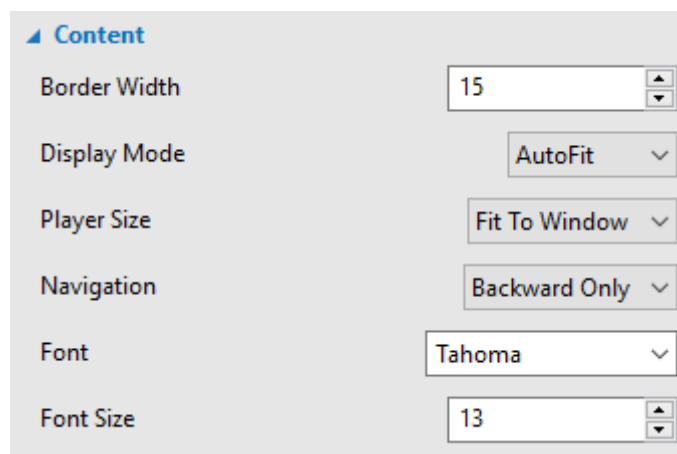 Content
Border Width 15
Display Mode AutoFit
Player Size Fit To Window
Navigation Backward Only
Font Tahoma
Font Size 13